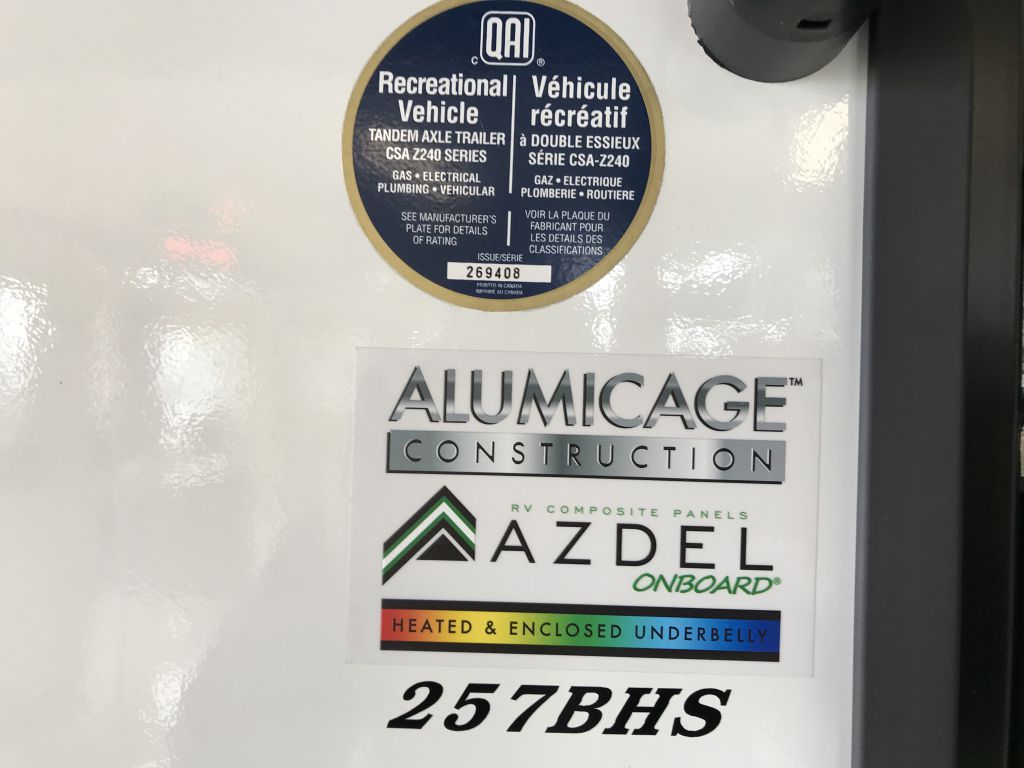 QAI
c ®
Recreational
Vehicle
TANDEM AXLE TRAILER
CSA Z240 SERIES
GAS • ELECTRICAL
PLUMBING • VEHICULAR
SEE MANUFACTURER'S
PLATE FOR DETAILS
OF RATING
Véhicule
récréatif
à DOUBLE ESSIEUX
SÉRIE CSA-Z240
GAZ • ELECTRIQUE
PLOMBERIE • ROUTIERE
VOIR LA PLAQUE DU
FABRICANT POUR
LES DETAILS DES
CLASSIFICATIONS
ISSUE/SÉRIE
269408
PRINTED IN CANADA
IMPRIMÉ AU CANADA
ALUMICAGE™
CONSTRUCTION
RV COMPOSITE PANELS
AZDEL
ONBOARD®
HEATED & ENCLOSED UNDERBELLY
257BHS